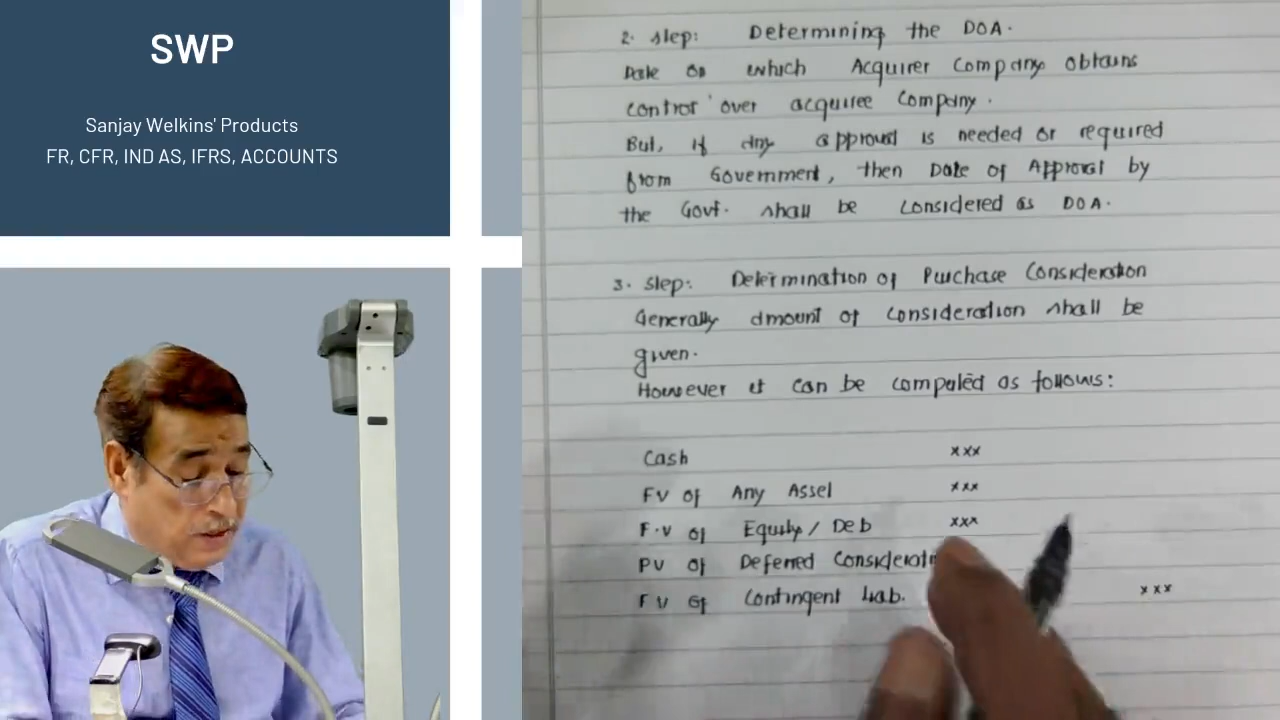 SWP
Sanjay Welkins' Products
FR, CFR, IND AS, IFRS, ACCOUNTS
2. step: Determining the DOA.
Date on which Acquirer Company obtains
control over acquiree Company.
But, if any approval is needed or required
from Government, then Date of Approval by
the Govt. shall be considered as DOA.
3. step: Determination of Purchase Consideration
Generally amount of consideration shall be
given.
However it can be computed as follows:
Cash xxx
FV of Any Asset xxx
F.V of Equity / Deb xxx
PV of Deferred Considerati
FV of Contingent Liab. xxx